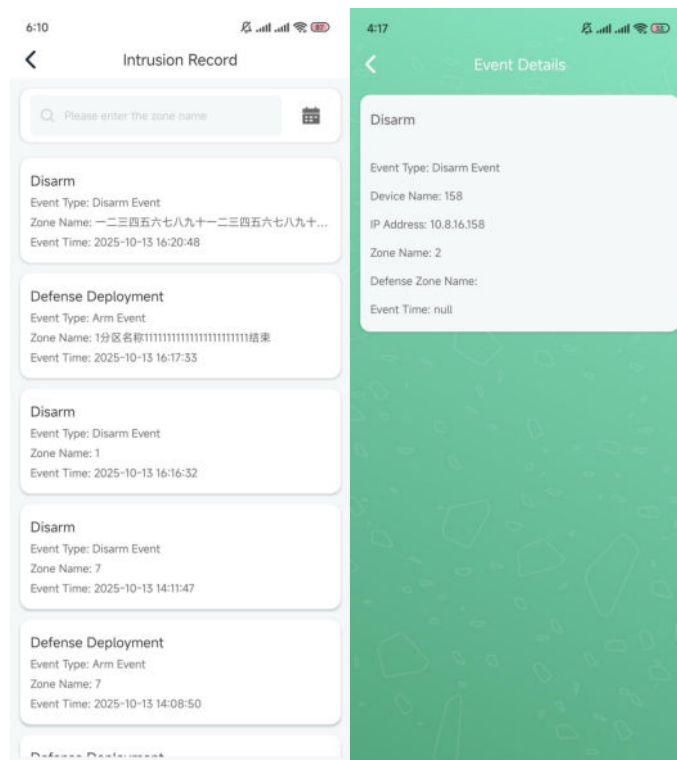 6:10
87
Intrusion Record
Please enter the zone name
Disarm
Event Type: Disarm Event
Zone Name: 一二三四五六七八九十一二三四五六七八九十...
Event Time: 2025-10-13 16:20:48
Defense Deployment
Event Type: Arm Event
Zone Name: 1分区名称11111111111111111111111结束
Event Time: 2025-10-13 16:17:33
Disarm
Event Type: Disarm Event
Zone Name: 1
Event Time: 2025-10-13 16:16:32
Disarm
Event Type: Disarm Event
Zone Name: 7
Event Time: 2025-10-13 14:11:47
Defense Deployment
Event Type: Arm Event
Zone Name: 7
Event Time: 2025-10-13 14:08:50
Defense Deployment
4:17
Event Details
Disarm
Event Type: Disarm Event
Device Name: 158
IP Address: 10.8.16.158
Zone Name: 2
Defense Zone Name:
Event Time: null